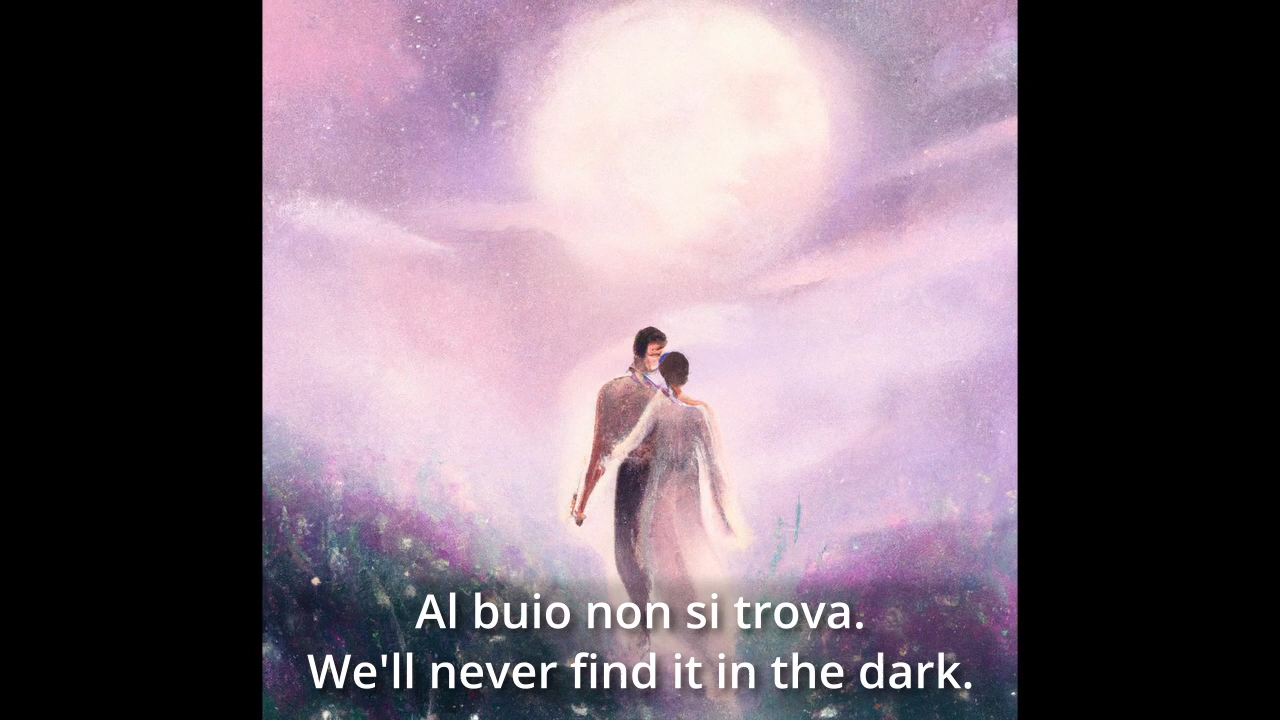 Al buio non si trova.
We'll never find it in the dark.